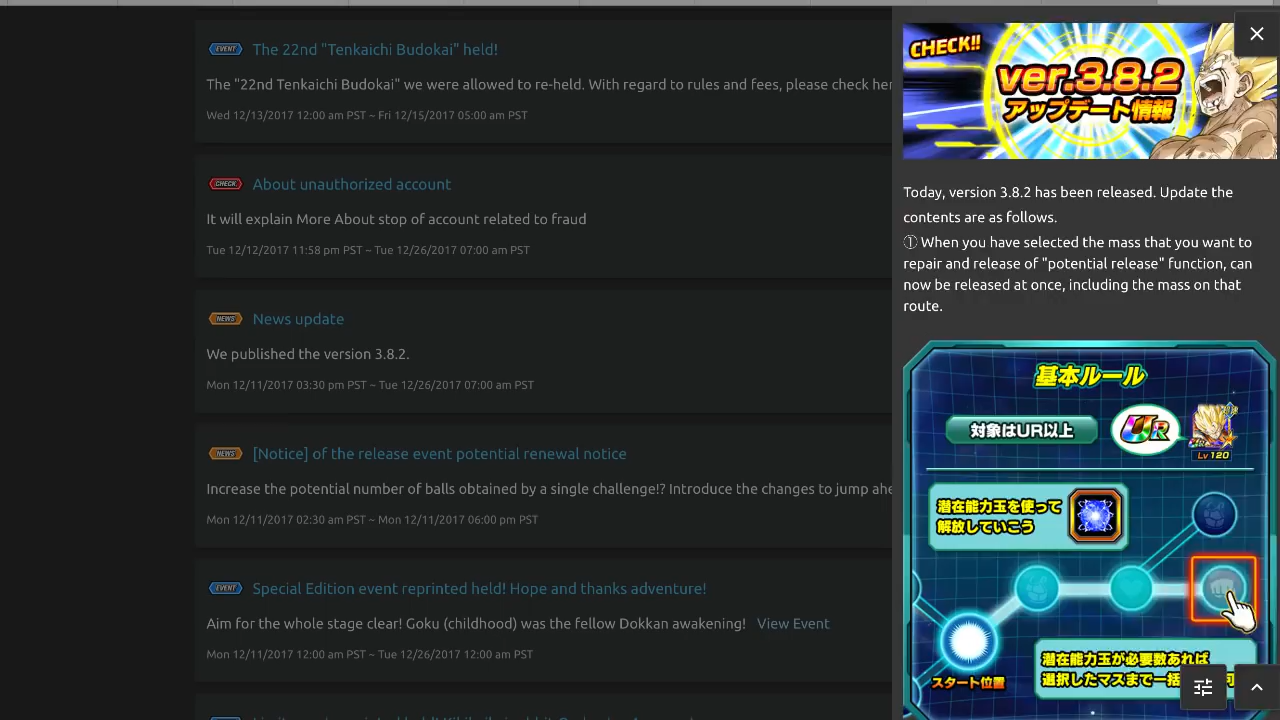 EVENT The 22nd "Tenkaichi Budokai" held!
The "22nd Tenkaichi Budokai" we were allowed to re-held. With regard to rules and fees, please check her
Wed 12/13/2017 12:00 am PST ~ Fri 12/15/2017 05:00 am PST
CHECK About unauthorized account
It will explain More About stop of account related to fraud
Tue 12/12/2017 11:58 pm PST ~ Tue 12/26/2017 07:00 am PST
NEWS News update
We published the version 3.8.2.
Mon 12/11/2017 03:30 pm PST ~ Tue 12/26/2017 07:00 am PST
NEWS [Notice] of the release event potential renewal notice
Increase the potential number of balls obtained by a single challenge!? Introduce the changes to jump ahe
Mon 12/11/2017 02:30 am PST ~ Mon 12/11/2017 06:00 pm PST
EVENT Special Edition event reprinted held! Hope and thanks adventure!
Aim for the whole stage clear! Goku (childhood) was the fellow Dokkan awakening! View Event
Mon 12/11/2017 12:00 am PST ~ Tue 12/26/2017 12:00 am PST
CHECK!!
ver.3.8.2
アップデート情報
Today, version 3.8.2 has been released. Update the
contents are as follows.
① When you have selected the mass that you want to
repair and release of "potential release" function, can
now be released at once, including the mass on that
route.
基本ルール
対象はUR以上
UR
Lv 120
潜在能力玉を使って
解放していこう
スタート位置
潜在能力玉が必要数あれば
選択したマスまで一括